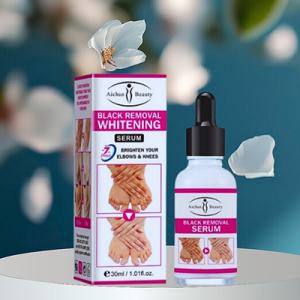 Aichun Beauty
BLACK REMOVAL
WHITENING
SERUM
7
BRIGHTEN YOUR
ELBOWS & KNEES
℮30ml / 1.01fl.oz.
Aichun Beauty
BLACK REMOVAL
SERUM